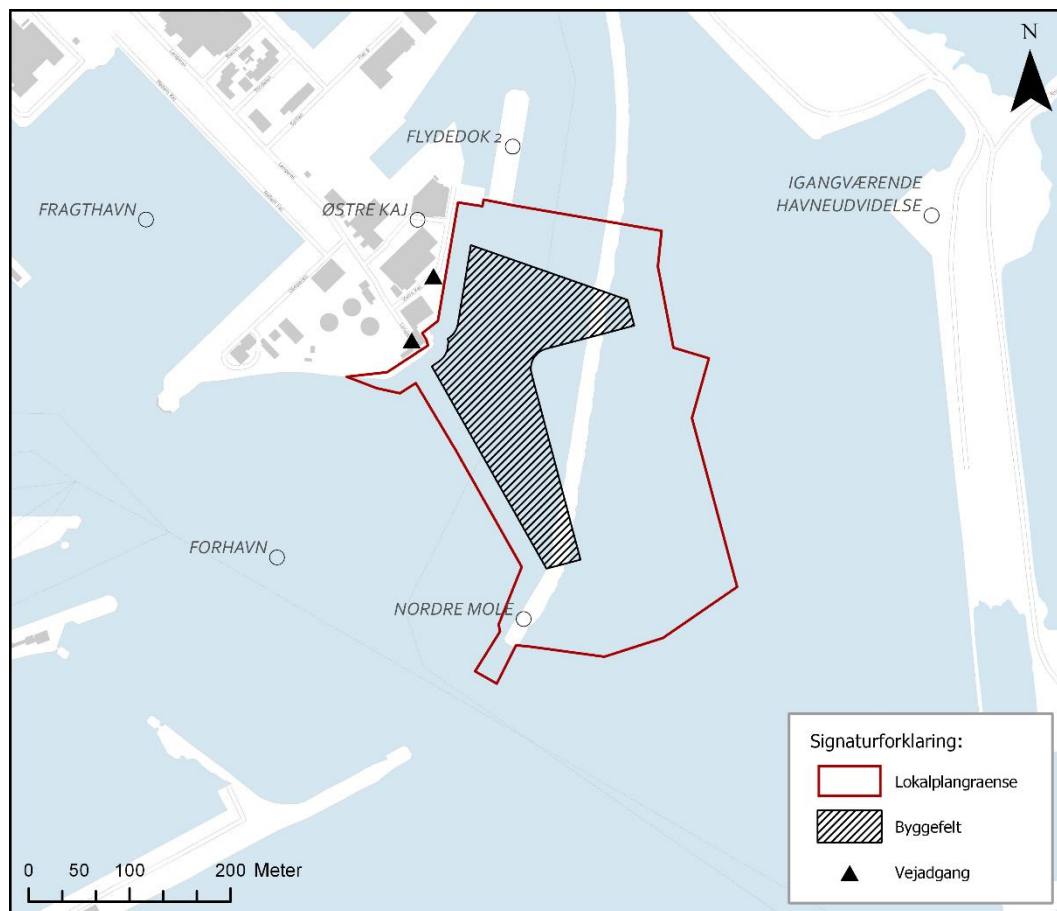 N
FLYDEDOK 2
IGANGVÆRENDE
HAVNEUDVIDELSE
FRAGTHAVN
ØSTRE KAJ
FORHAVN
NORDRE MOLE
Signaturforklaring:
Lokalplangraense
Byggefelt
Vejadgang
0 50 100 200 Meter